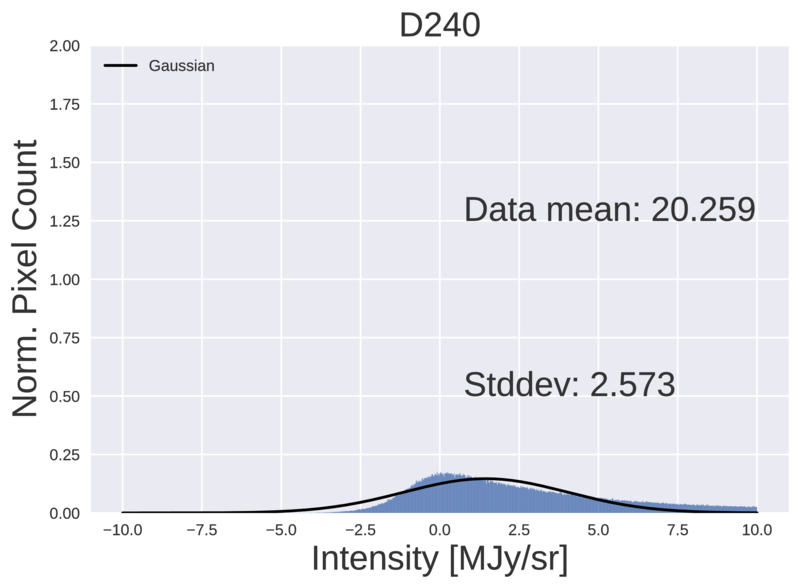 D240
2.00
Gaussian
1.75
1.50
Data mean: 20.259
1.25
1.00
0.75
Stddev: 2.573
0.50
0.25
0.00
−10.0 −7.5 −5.0 −2.5 0.0 2.5 5.0 7.5 10.0
Norm. Pixel Count
Intensity [MJy/sr]